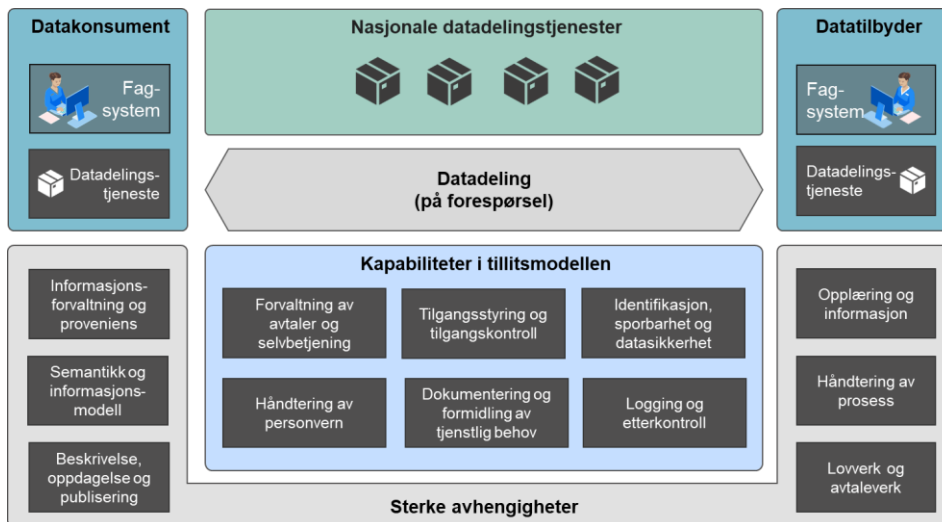 Datakonsument
Fag-
system
Datadelings-
tjeneste
Nasjonale datadelingstjenester
Datadeling
(på forespørsel)
Datatilbyder
Fag-
system
Datadelings-
tjeneste
Informasjons-
forvaltning og
proveniens
Semantikk og
informasjons-
modell
Beskrivelse,
oppdagelse og
publisering
Kapabiliteter i tillitsmodellen
Forvaltning av
avtaler og
selvbetjening
Tilgangsstyring og
tilgangskontroll
Identifikasjon,
sporbarhet og
datasikkerhet
Håndtering av
personvern
Dokumentering og
formidling av
tjenstlig behov
Logging og
etterkontroll
Opplæring og
informasjon
Håndtering av
prosess
Lovverk og
avtaleverk
Sterke avhengigheter